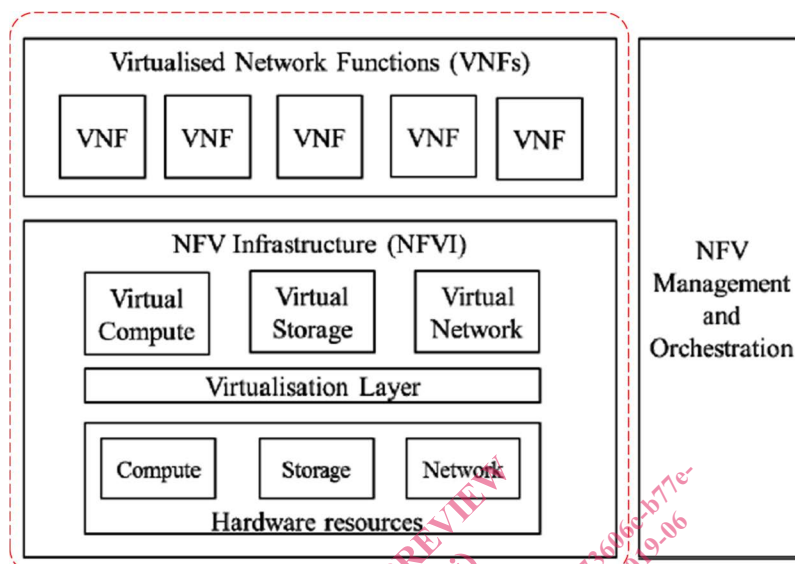 Virtualised Network Functions (VNFs)
VNF VNF VNF VNF VNF
NFV Infrastructure (NFVI)
Virtual Compute
Virtual Storage
Virtual Network
Virtualisation Layer
Compute Storage Network
Hardware resources
NFV
Management
and
Orchestration
REVIEW